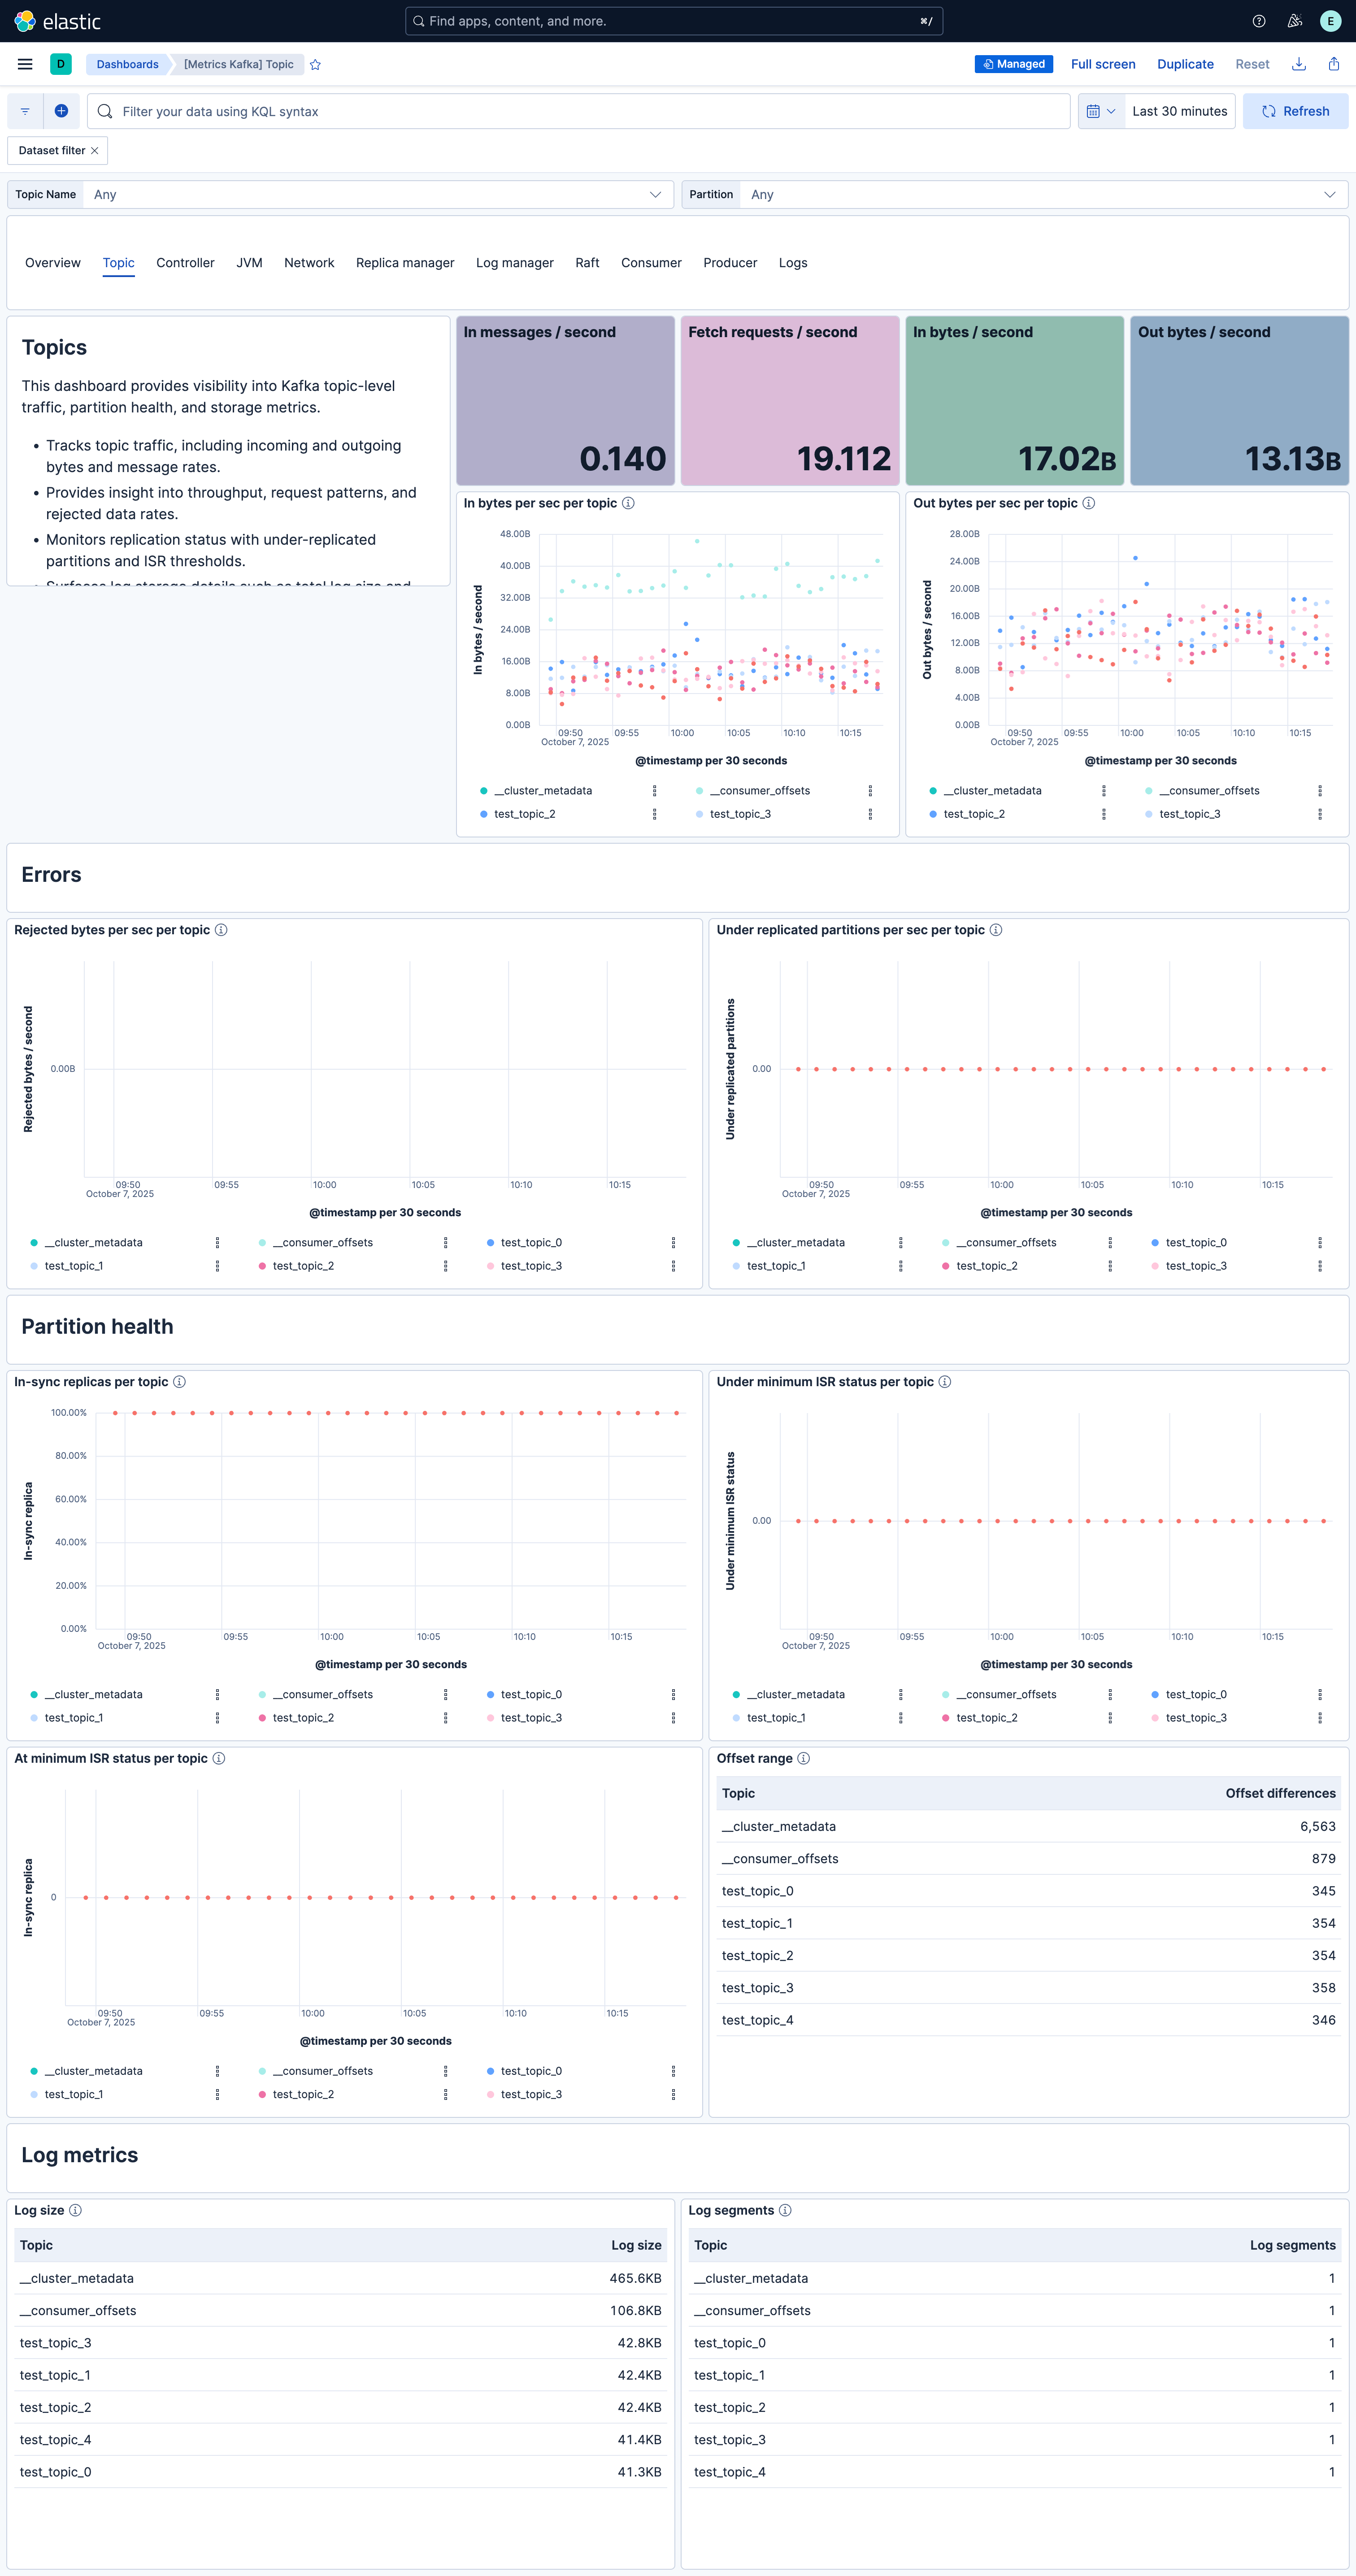 elastic
Find apps, content, and more.
⌘/
E
D
Dashboards
[Metrics Kafka] Topic
Managed
Full screen
Duplicate
Reset
Filter your data using KQL syntax
Last 30 minutes
Refresh
Dataset filter
Topic Name
Any
Partition
Any
Overview
Topic
Controller
JVM
Network
Replica manager
Log manager
Raft
Consumer
Producer
Logs
Topics
This dashboard provides visibility into Kafka topic-level
traffic, partition health, and storage metrics.
• Tracks topic traffic, including incoming and outgoing
bytes and message rates.
• Provides insight into throughput, request patterns, and
rejected data rates.
• Monitors replication status with under-replicated
partitions and ISR thresholds.
• Surfaces log storage details such as total log size and
In messages / second
0.140
Fetch requests / second
19.112
In bytes / second
17.02B
Out bytes / second
13.13B
In bytes per sec per topic
In bytes / second
48.00B
40.00B
32.00B
24.00B
16.00B
8.00B
0.00B
09:50
09:55
10:00
10:05
10:10
10:15
October 7, 2025
@timestamp per 30 seconds
__cluster_metadata
__consumer_offsets
test_topic_2
test_topic_3
Out bytes per sec per topic
Out bytes / second
28.00B
24.00B
20.00B
16.00B
12.00B
8.00B
4.00B
0.00B
09:50
09:55
10:00
10:05
10:10
10:15
October 7, 2025
@timestamp per 30 seconds
__cluster_metadata
__consumer_offsets
test_topic_2
test_topic_3
Errors
Rejected bytes per sec per topic
Rejected bytes / second
0.00B
09:50
09:55
10:00
10:05
10:10
10:15
October 7, 2025
@timestamp per 30 seconds
__cluster_metadata
__consumer_offsets
test_topic_0
test_topic_1
test_topic_2
test_topic_3
Under replicated partitions per sec per topic
Under replicated partitions
0.00
09:50
09:55
10:00
10:05
10:10
10:15
October 7, 2025
@timestamp per 30 seconds
__cluster_metadata
__consumer_offsets
test_topic_0
test_topic_1
test_topic_2
test_topic_3
Partition health
In-sync replicas per topic
In-sync replica
100.00%
80.00%
60.00%
40.00%
20.00%
0.00%
09:50
09:55
10:00
10:05
10:10
10:15
October 7, 2025
@timestamp per 30 seconds
__cluster_metadata
__consumer_offsets
test_topic_0
test_topic_1
test_topic_2
test_topic_3
Under minimum ISR status per topic
Under minimum ISR status
0.00
09:50
09:55
10:00
10:05
10:10
10:15
October 7, 2025
@timestamp per 30 seconds
__cluster_metadata
__consumer_offsets
test_topic_0
test_topic_1
test_topic_2
test_topic_3
At minimum ISR status per topic
In-sync replica
0
09:50
09:55
10:00
10:05
10:10
10:15
October 7, 2025
@timestamp per 30 seconds
__cluster_metadata
__consumer_offsets
test_topic_0
test_topic_1
test_topic_2
test_topic_3
Offset range
Topic Offset differences
__cluster_metadata 6,563
__consumer_offsets 879
test_topic_0 345
test_topic_1 354
test_topic_2 354
test_topic_3 358
test_topic_4 346
Log metrics
Log size
Topic Log size
__cluster_metadata 465.6KB
__consumer_offsets 106.8KB
test_topic_3 42.8KB
test_topic_1 42.4KB
test_topic_2 42.4KB
test_topic_4 41.4KB
test_topic_0 41.3KB
Log segments
Topic Log segments
__cluster_metadata 1
__consumer_offsets 1
test_topic_0 1
test_topic_1 1
test_topic_2 1
test_topic_3 1
test_topic_4 1